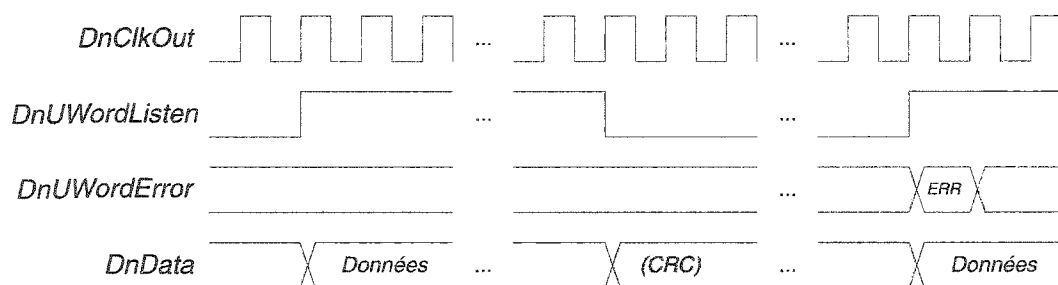 DnClkOut ... ...
DnUWordListen ... ...
DnUWordError ... ERR
DnData Données ... (CRC) ... Données